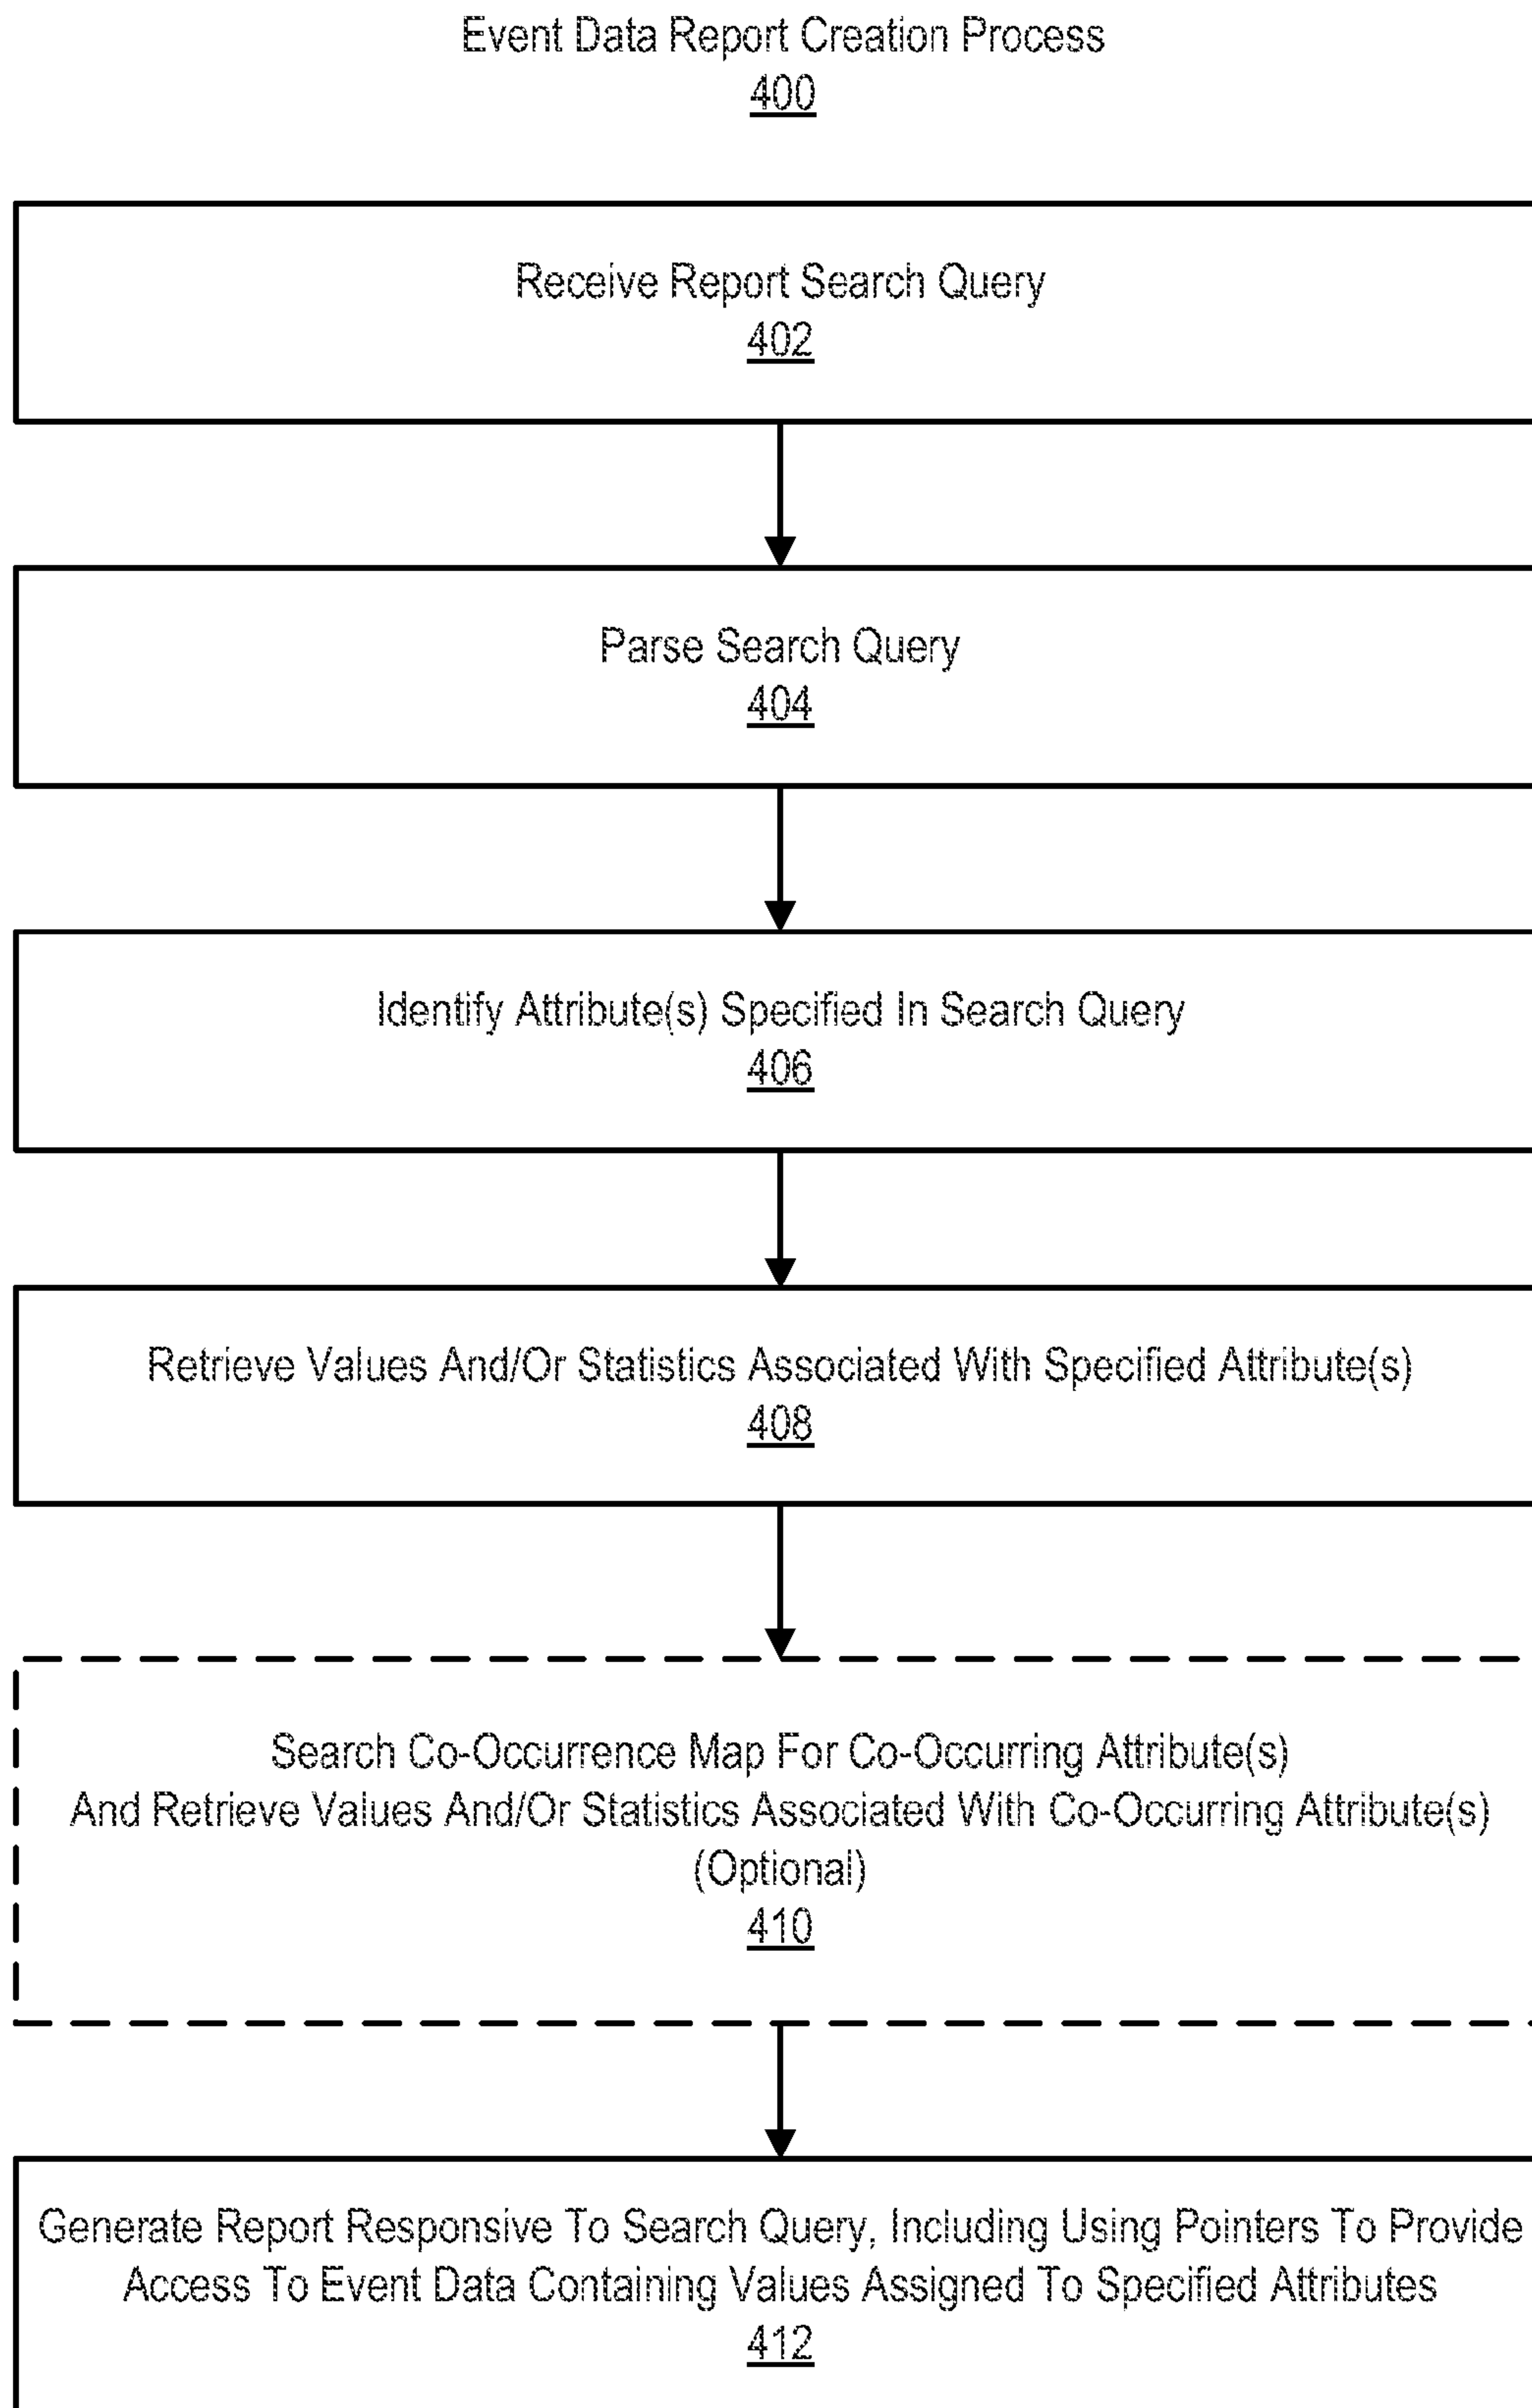 Event Data Report Creation Process
400
Receive Report Search Query
402
Parse Search Query
404
Identify Attribute(s) Specified In Search Query
406
Retrieve Values And/Or Statistics Associated With Specified Attribute(s)
408
Search Co-Occurrence Map For Co-Occurring Attribute(s)
And Retrieve Values And/Or Statistics Associated With Co-Occurring Attribute(s)
(Optional)
410
Generate Report Responsive To Search Query, Including Using Pointers To Provide
Access To Event Data Containing Values Assigned To Specified Attributes
412